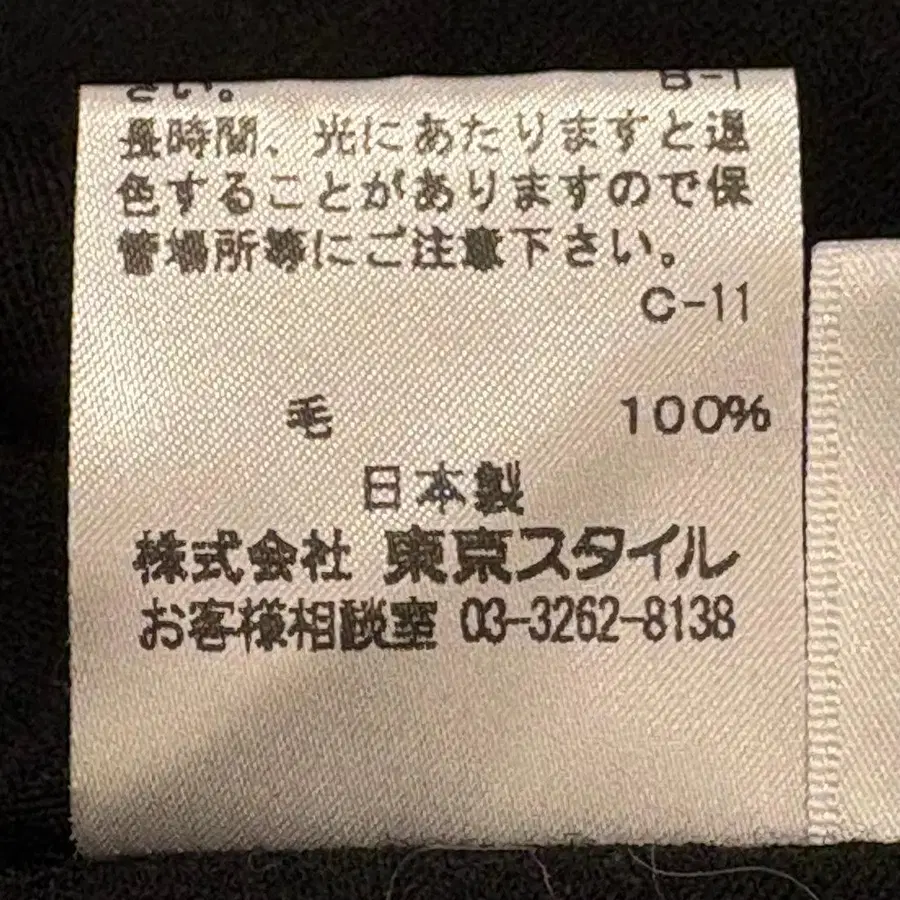 さい。 B-1
長時間、光にあたりますと退
色することがありますので保
管場所等にご注意下さい。
C-11
毛 100%
日本製
株式会社 東京スタイル
お客様相談室 03-3262-8138